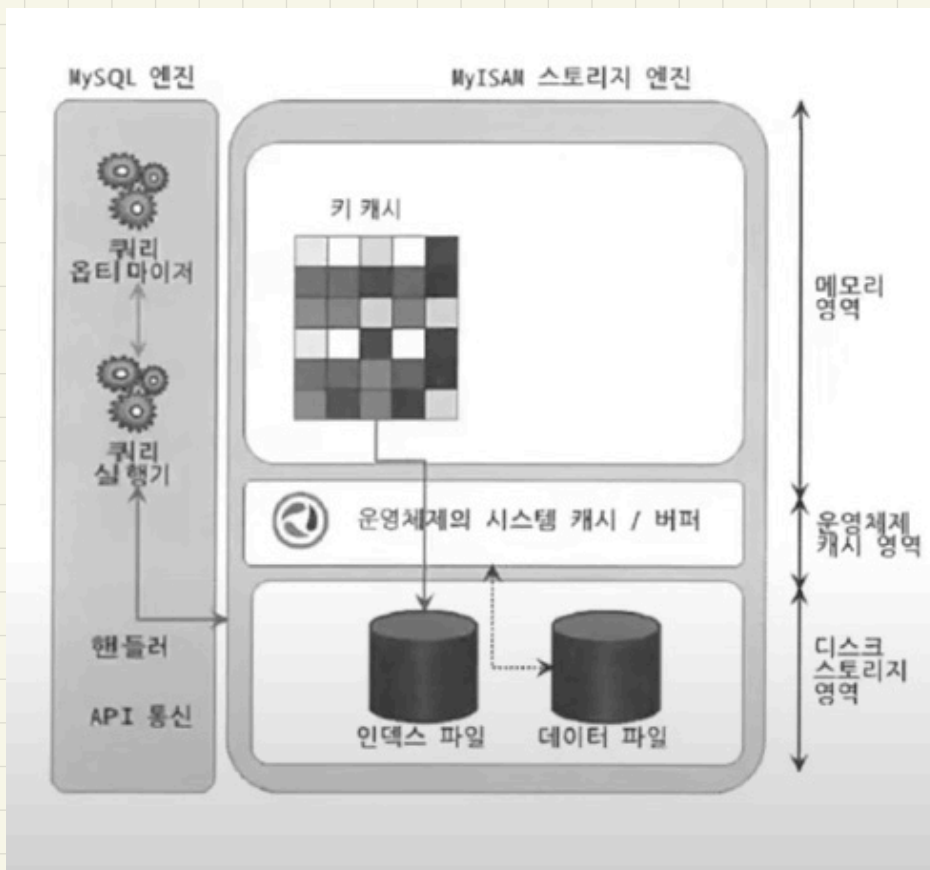 MySQL 엔진
MyISAM 스토리지 엔진
쿼리
옵티마이저
쿼리
실행기
핸들러
API 통신
키 캐시
운영체제의 시스템 캐시 / 버퍼
인덱스 파일
데이터 파일
메모리
영역
운영체제
캐시 영역
디스크
스토리지
영역